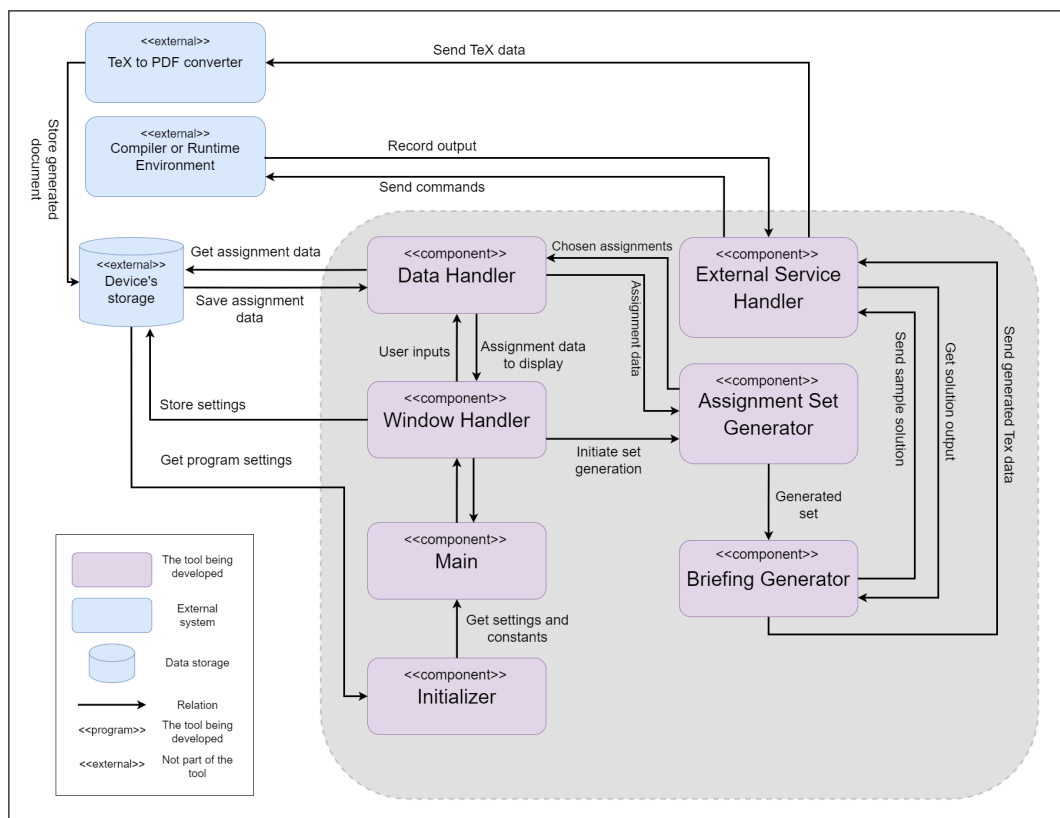 <<external>>
TeX to PDF converter
Send TeX data
Store generated
document
<<external>>
Compiler or Runtime
Environment
Record output
Send commands
<<external>>
Device's
storage
Get assignment data
Save assignment
data
<<component>>
Data Handler
Chosen assignments
Assignment data
<<component>>
External Service
Handler
User inputs
Assignment data
to display
Send sample
solution
Get solution output
Send generated Tex data
Store settings
<<component>>
Window Handler
<<component>>
Assignment Set
Generator
Initiate set
generation
Get program settings
Generated
set
<<component>>
Main
<<component>>
Briefing Generator
Get settings and
constants
<<component>>
Initializer
The tool being
developed
External
system
Data storage
Relation
<<program>>
The tool being
developed
<<external>>
Not part of the
tool